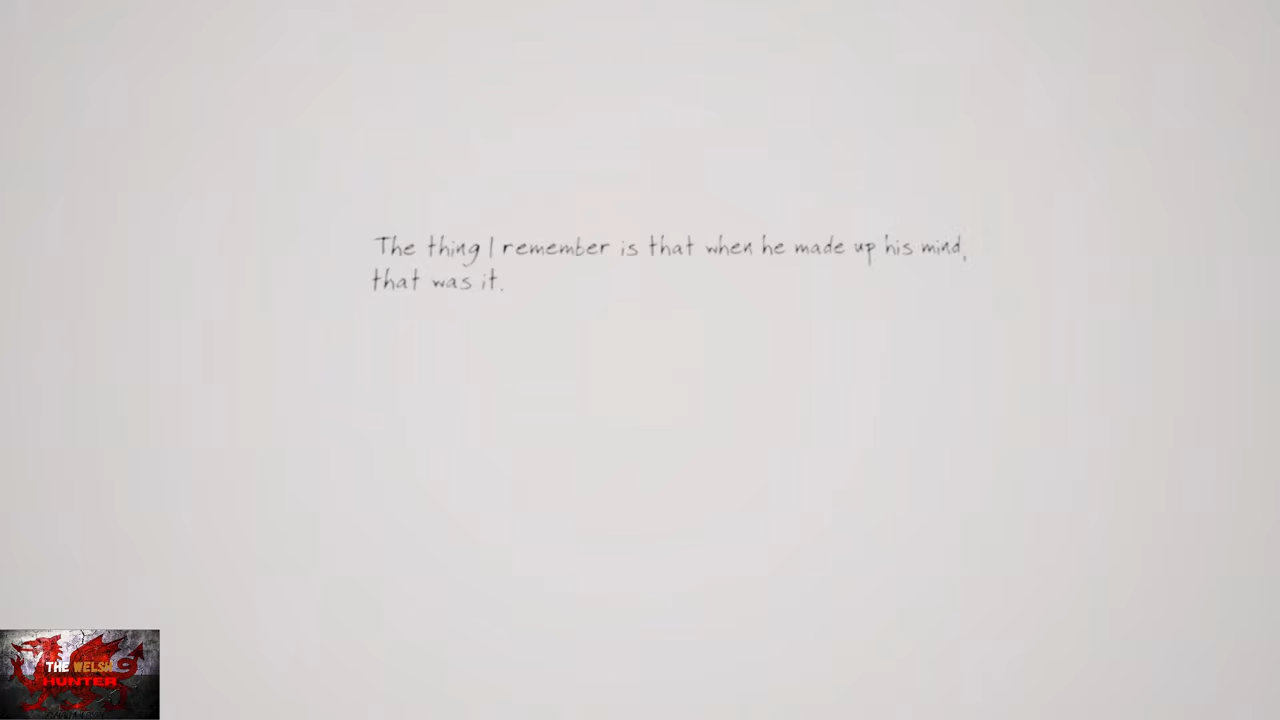 The thing I remember is that when he made up his mind,
that was it.
THE WELSH
HUNTER